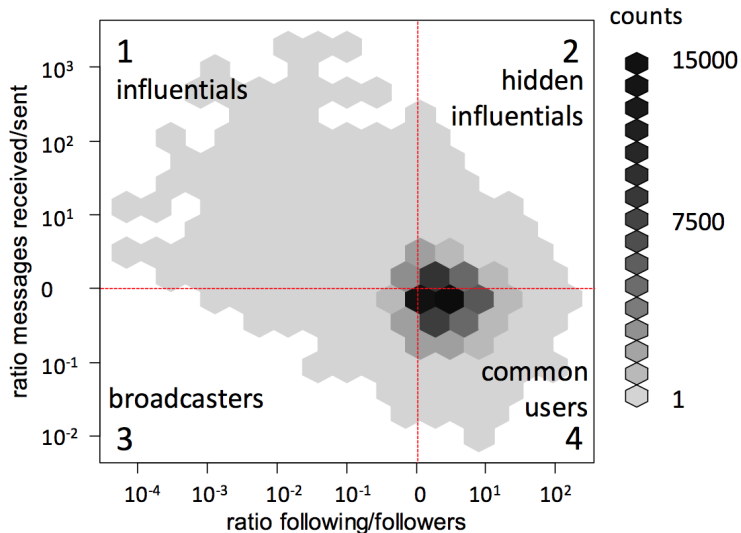 counts
15000
7500
1
1
influentials
2
hidden
influentials
broadcasters
3
common
users
4
ratio messages received/sent
10³
10²
10¹
0
10⁻¹
10⁻²
10⁻⁴
10⁻³
10⁻²
10⁻¹
0
10¹
10²
ratio following/followers